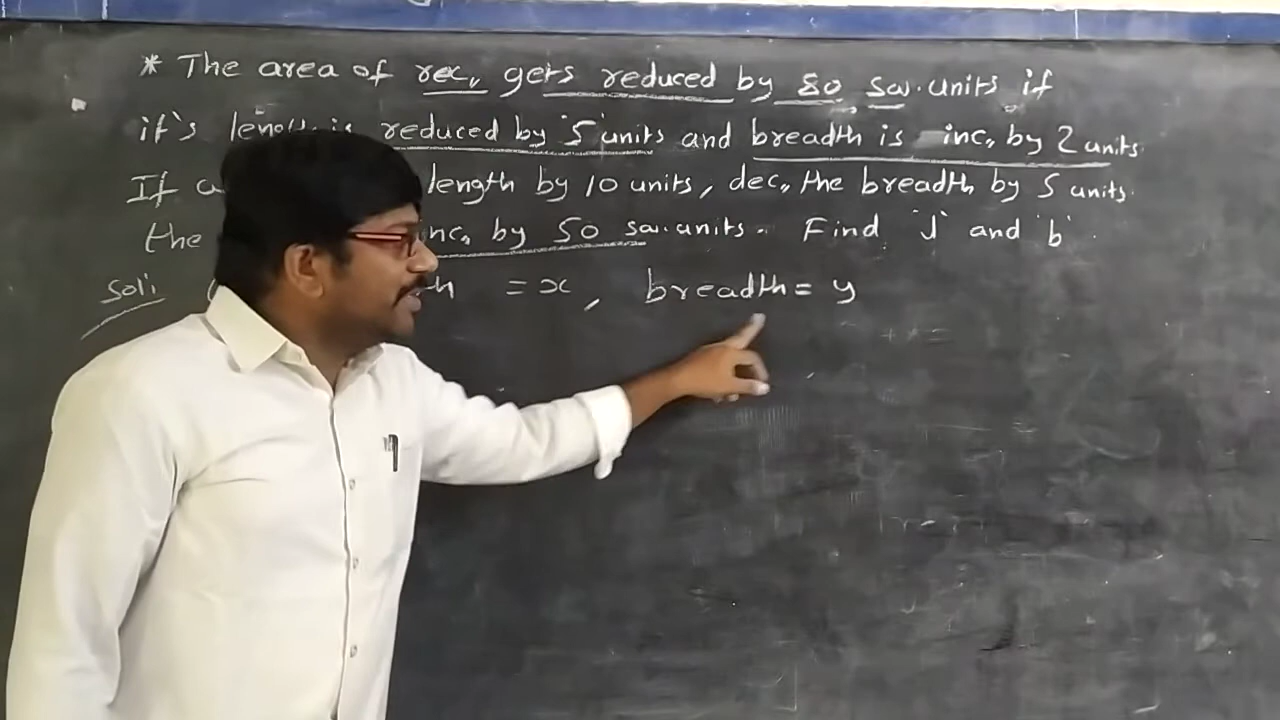 * The area of rec,, gets reduced by 80 sq. units if
it's length is reduced by 5 units and breadth is inc,, by 2 units.
If length by 10 units, dec,, the breadth by 5 units.
the inc,, by 50 sq. units. Find 'l' and 'b'.
Sol: = x, breadth = y